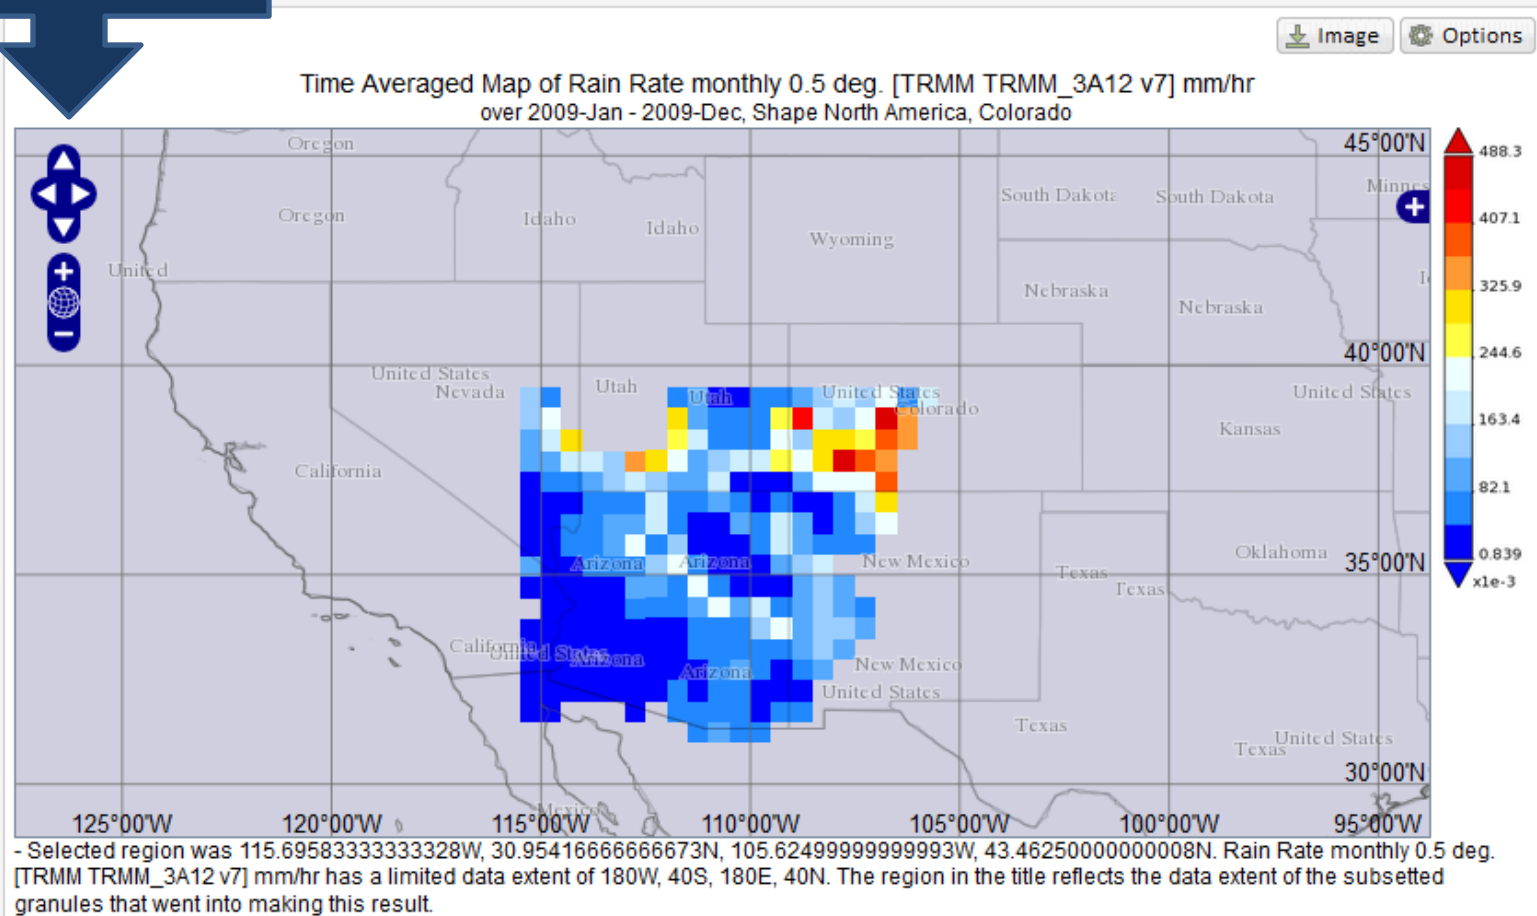 Image
Options
Time Averaged Map of Rain Rate monthly 0.5 deg. [TRMM TRMM_3A12 v7] mm/hr
over 2009-Jan - 2009-Dec, Shape North America, Colorado
Oregon
45°00'N
488.3
South Dakota
South Dakota
Minnes
Oregon
Idaho
Idaho
407.1
Wyoming
United
325.9
Nebraska
Nebraska
40°00'N
244.6
United States
Nevada
Utah
Utah
United States
Colorado
United States
163.4
California
Kansas
82.1
Arizona
Arizona
New Mexico
Oklahoma
35°00'N
0.839
Texas
Texas
x1e-3
California
United States
Arizona
Arizona
New Mexico
United States
Texas
Texas
United States
30°00'N
Mexico
125°00'W
120°00'W
115°00'W
110°00'W
105°00'W
100°00'W
95°00'W
- Selected region was 115.69583333333328W, 30.95416666666673N, 105.62499999999993W, 43.46250000000008N. Rain Rate monthly 0.5 deg.
[TRMM TRMM_3A12 v7] mm/hr has a limited data extent of 180W, 40S, 180E, 40N. The region in the title reflects the data extent of the subsetted
granules that went into making this result.